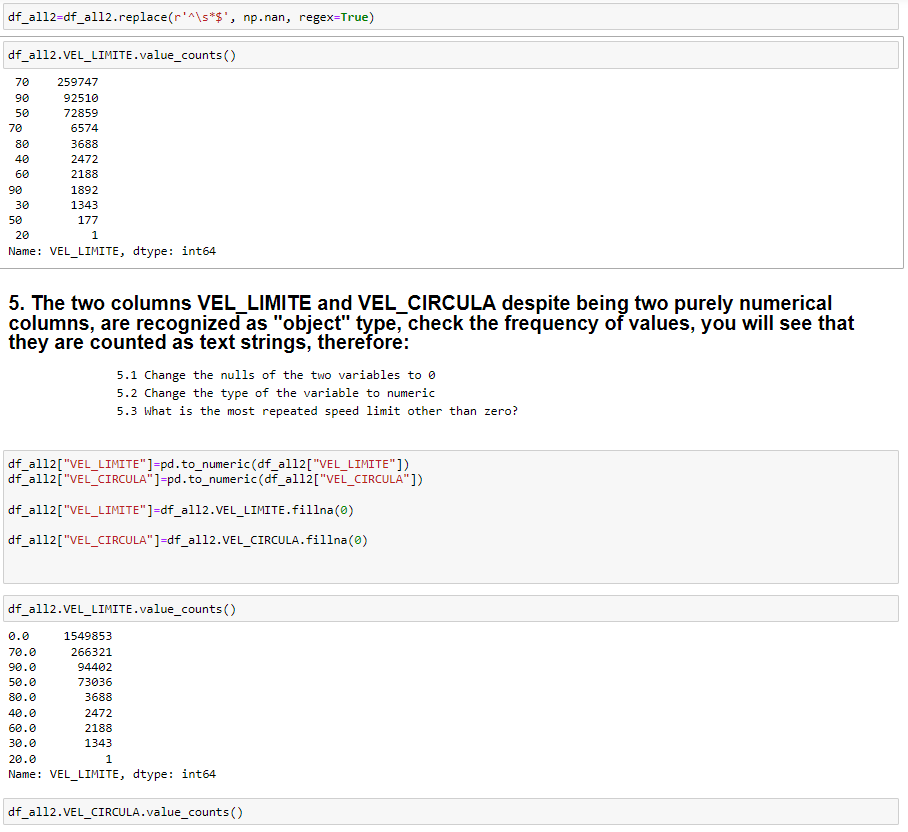 df_all2=df_all2.replace(r'^\s*$', np.nan, regex=True)
df_all2.VEL_LIMITE.value_counts()
 70    259747
 90     92510
 50     72859
70       6574
 80      3688
 40      2472
 60      2188
90       1892
 30      1343
50        177
 20         1
Name: VEL_LIMITE, dtype: int64
5. The two columns VEL_LIMITE and VEL_CIRCULA despite being two purely numerical
columns, are recognized as "object" type, check the frequency of values, you will see that
they are counted as text strings, therefore:
5.1 Change the nulls of the two variables to 0
5.2 Change the type of the variable to numeric
5.3 What is the most repeated speed limit other than zero?
df_all2["VEL_LIMITE"]=pd.to_numeric(df_all2["VEL_LIMITE"])
df_all2["VEL_CIRCULA"]=pd.to_numeric(df_all2["VEL_CIRCULA"])
df_all2["VEL_LIMITE"]=df_all2.VEL_LIMITE.fillna(0)
df_all2["VEL_CIRCULA"]=df_all2.VEL_CIRCULA.fillna(0)
df_all2.VEL_LIMITE.value_counts()
0.0     1549853
70.0     266321
90.0      94402
50.0      73036
80.0       3688
40.0       2472
60.0       2188
30.0       1343
20.0          1
Name: VEL_LIMITE, dtype: int64
df_all2.VEL_CIRCULA.value_counts()